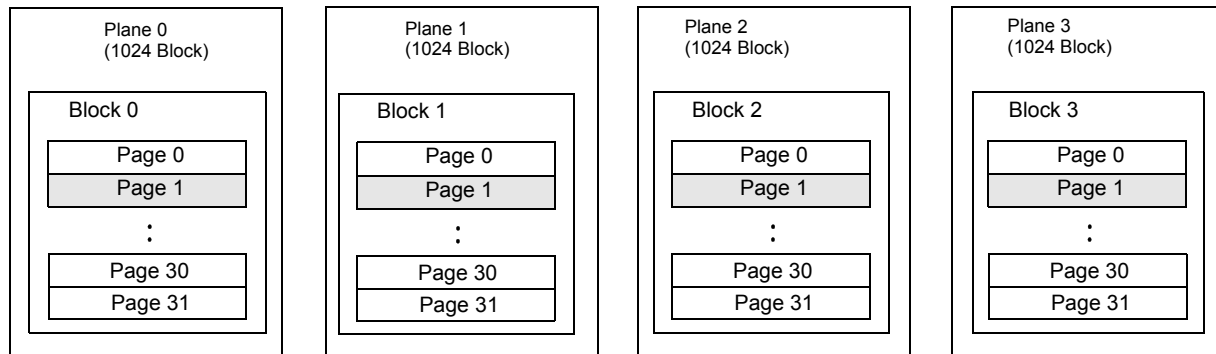 Plane 0
(1024 Block)
Block 0
Page 0
Page 1
Page 30
Page 31
Plane 1
(1024 Block)
Block 1
Page 0
Page 1
Page 30
Page 31
Plane 2
(1024 Block)
Block 2
Page 0
Page 1
Page 30
Page 31
Plane 3
(1024 Block)
Block 3
Page 0
Page 1
Page 30
Page 31